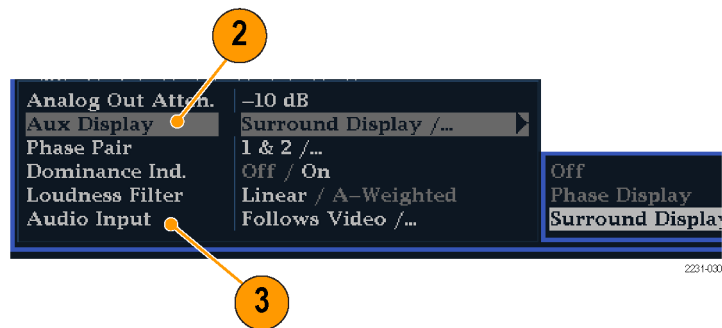 2
Analog Out Atten. –10 dB
Aux Display Surround Display /...
Phase Pair 1 & 2 /...
Dominance Ind. Off / On
Loudness Filter Linear / A–Weighted
Audio Input Follows Video /...
Off
Phase Display
Surround Display
3
2231-030